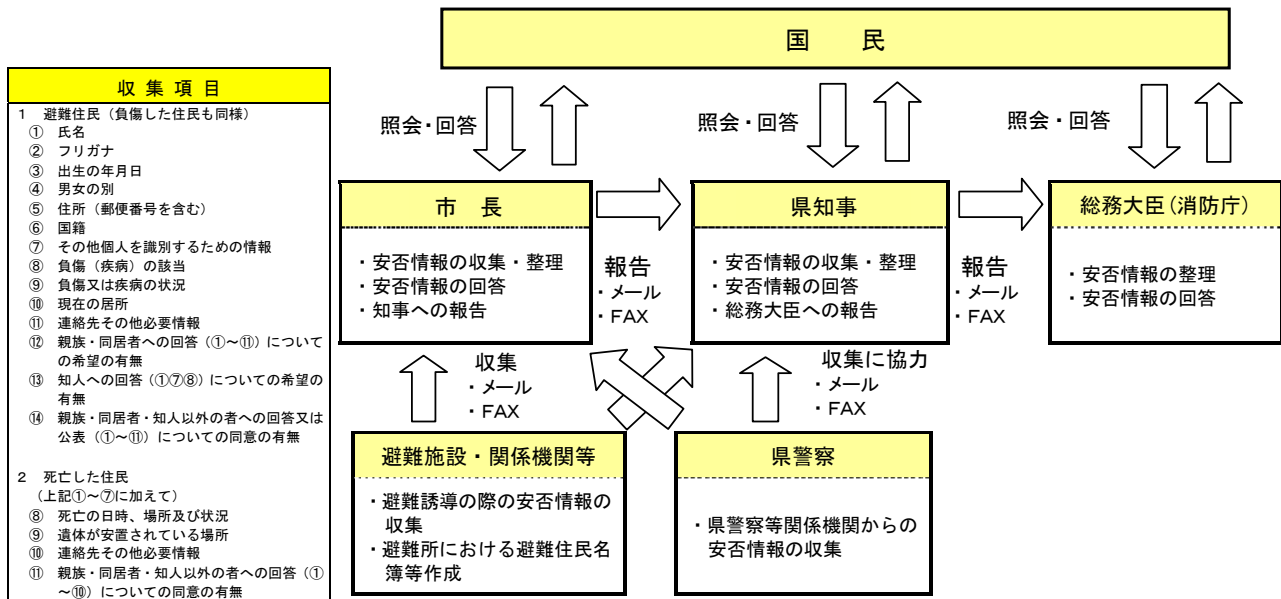 国　　民
収 集 項 目
1　避難住民（負傷した住民も同様）
①　氏名
②　フリガナ
③　出生の年月日
④　男女の別
⑤　住所（郵便番号を含む）
⑥　国籍
⑦　その他個人を識別するための情報
⑧　負傷（疾病）の該当
⑨　負傷又は疾病の状況
⑩　現在の居所
⑪　連絡先その他必要情報
⑫　親族・同居者への回答（①～⑪）について
の希望の有無
⑬　知人への回答（①⑦⑧）についての希望の
有無
⑭　親族・同居者・知人以外の者への回答又は
公表（①～⑪）についての同意の有無
2　死亡した住民
（上記①～⑦に加えて）
⑧　死亡の日時、場所及び状況
⑨　遺体が安置されている場所
⑩　連絡先その他必要情報
⑪　親族・同居者・知人以外の者への回答（①
～⑩）についての同意の有無
照会・回答
照会・回答
照会・回答
市　長
・安否情報の収集・整理
・安否情報の回答
・知事への報告
報告
・メール
・FAX
県知事
・安否情報の収集・整理
・安否情報の回答
・総務大臣への報告
報告
・メール
・FAX
総務大臣（消防庁）
・安否情報の整理
・安否情報の回答
収集
・メール
・FAX
収集に協力
・メール
・FAX
避難施設・関係機関等
・避難誘導の際の安否情報の
収集
・避難所における避難住民名
簿等作成
県警察
・県警察等関係機関からの
安否情報の収集